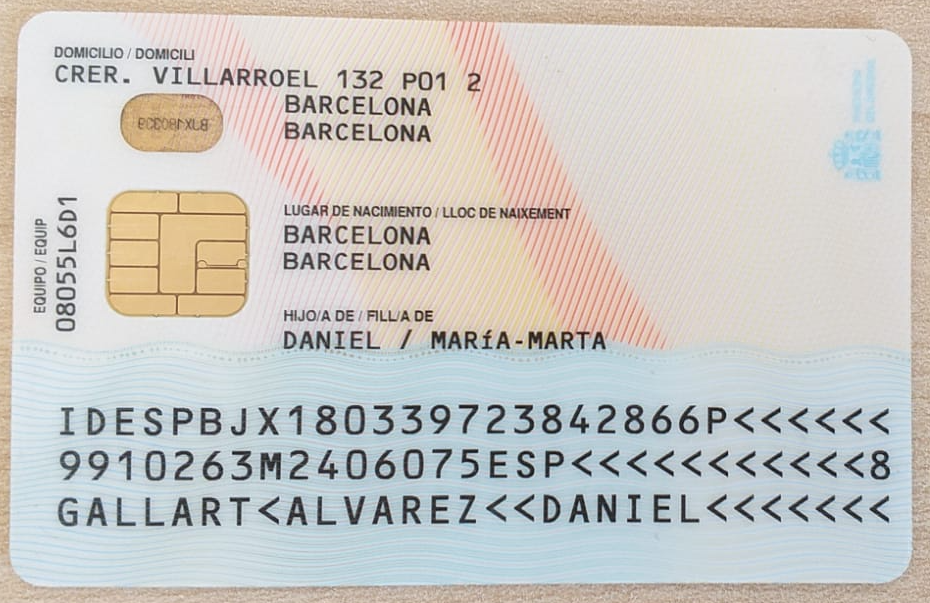 DOMICILIO / DOMICILI
CRER. VILLARROEL 132 P01 2
BARCELONA
BARCELONA
LUGAR DE NACIMIENTO / LLOC DE NAIXEMENT
BARCELONA
BARCELONA
EQUIPO / EQUIP
08055L6D1
HIJO/A DE / FILL/A DE
DANIEL / MARÍA-MARTA
IDESPBJX180339723842866P<<<<<<
9910263M2406075ESP<<<<<<<<<<<8
GALLART<ALVAREZ<<DANIEL<<<<<<<